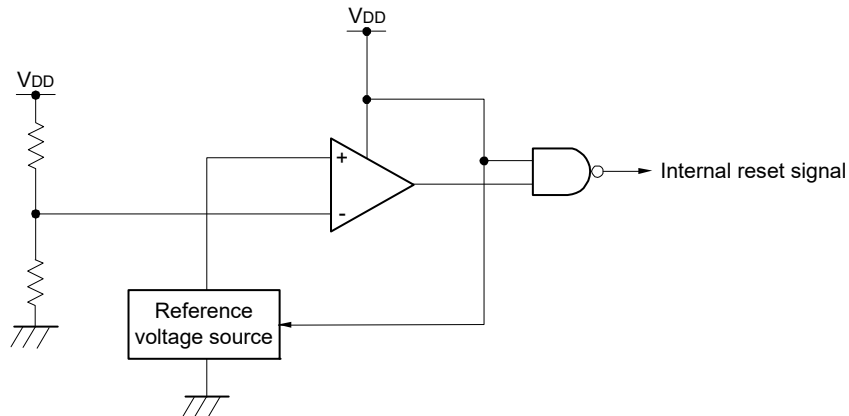 VDD
VDD
+
-
Internal reset signal
Reference
voltage source